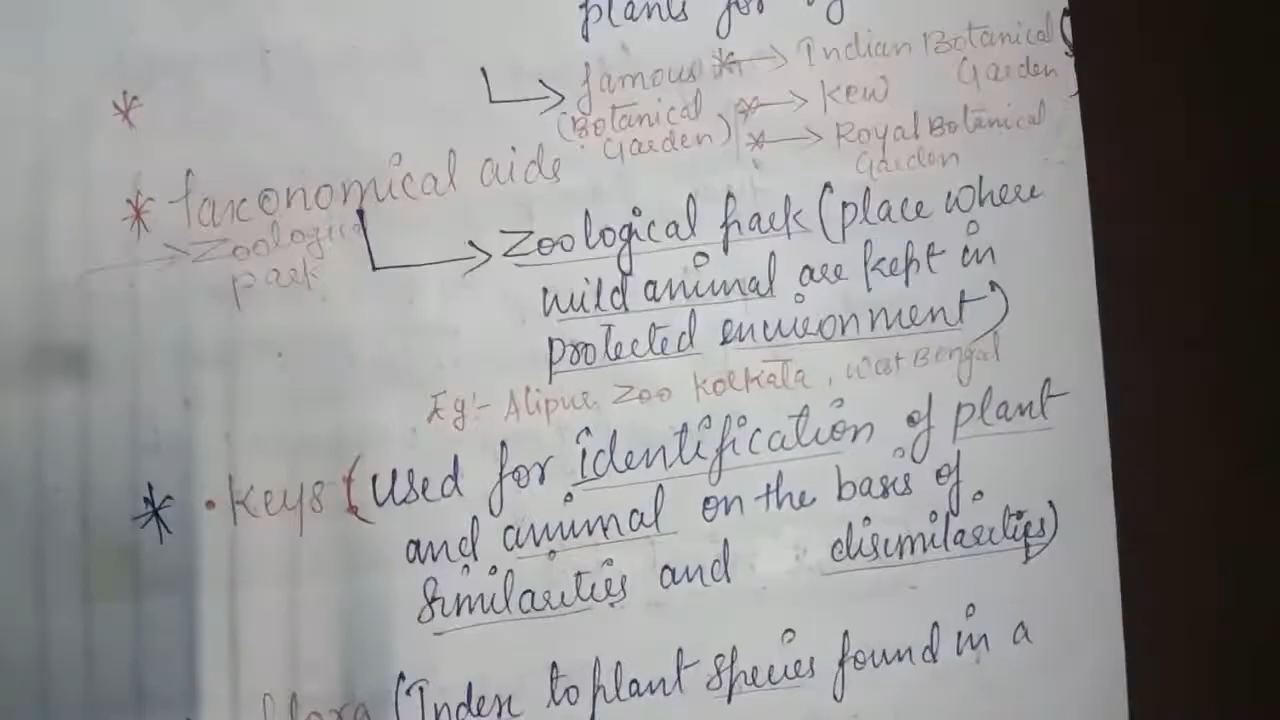 plants for
famous * → Indian Botanical
Garden
(Botanical * → Kew
Garden) * → Royal Botanical
Garden
*
* Taxonomical aids
→ Zoological
park
→ Zoological park (place where
wild animal are kept in
protected environment)
Eg:- Alipur Zoo Kolkata, West Bengal
* • Keys (used for identification of plant
and animal on the basis of
similarities and dissimilarities)
flora (Index to plant species found in a